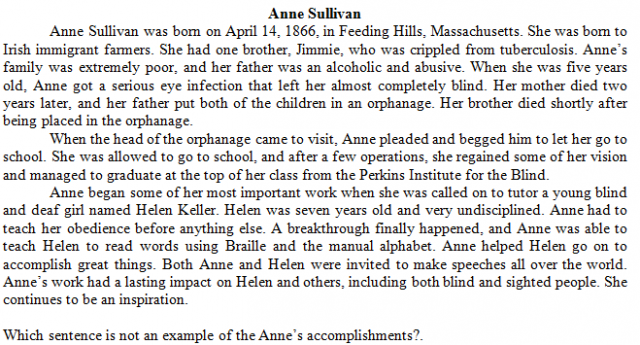 Anne Sullivan
Anne Sullivan was born on April 14, 1866, in Feeding Hills, Massachusetts. She was born to
Irish immigrant farmers. She had one brother, Jimmie, who was crippled from tuberculosis. Anne's
family was extremely poor, and her father was an alcoholic and abusive. When she was five years
old, Anne got a serious eye infection that left her almost completely blind. Her mother died two
years later, and her father put both of the children in an orphanage. Her brother died shortly after
being placed in the orphanage.
When the head of the orphanage came to visit, Anne pleaded and begged him to let her go to
school. She was allowed to go to school, and after a few operations, she regained some of her vision
and managed to graduate at the top of her class from the Perkins Institute for the Blind.
Anne began some of her most important work when she was called on to tutor a young blind
and deaf girl named Helen Keller. Helen was seven years old and very undisciplined. Anne had to
teach her obedience before anything else. A breakthrough finally happened, and Anne was able to
teach Helen to read words using Braille and the manual alphabet. Anne helped Helen go on to
accomplish great things. Both Anne and Helen were invited to make speeches all over the world.
Anne's work had a lasting impact on Helen and others, including both blind and sighted people. She
continues to be an inspiration.
Which sentence is not an example of the Anne's accomplishments?.